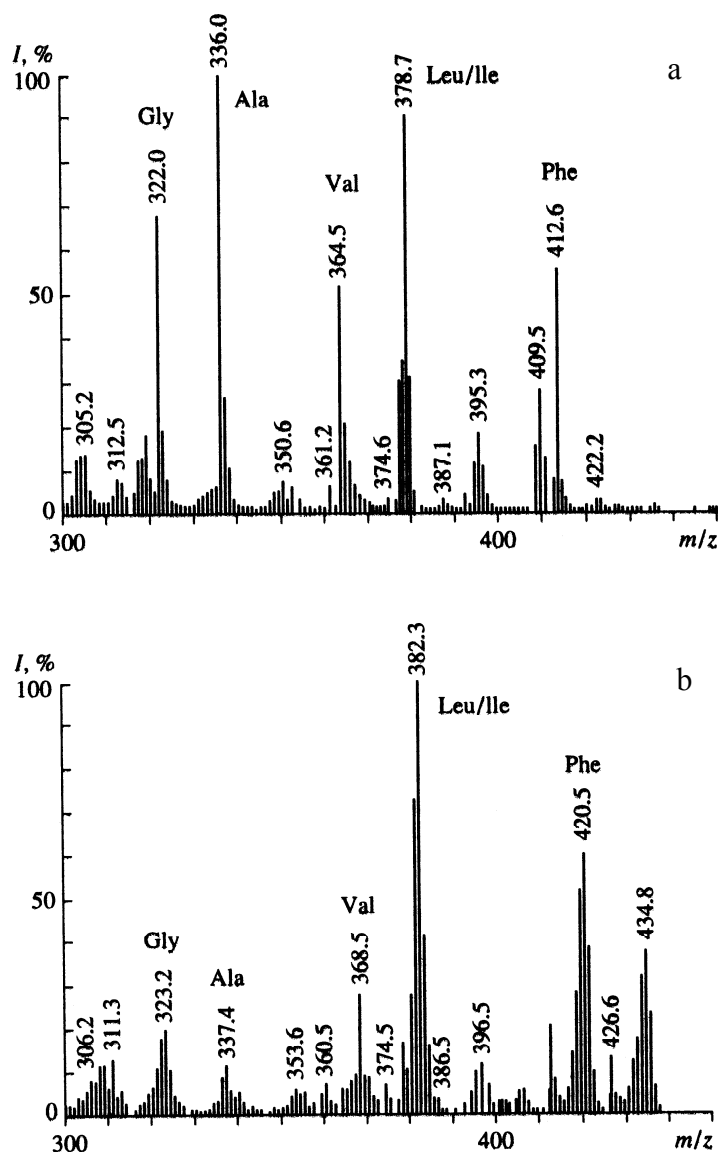 I, %
a
100
50
0
300
400
m/z
305.2
312.5
Gly
322.0
336.0
Ala
350.6
361.2
Val
364.5
374.6
378.7
Leu/Ile
387.1
395.3
409.5
Phe
412.6
422.2
I, %
b
100
50
0
300
400
m/z
306.2
311.3
Gly
323.2
Ala
337.4
353.6
360.5
Val
368.5
374.5
382.3
Leu/Ile
386.5
396.5
Phe
420.5
426.6
434.8